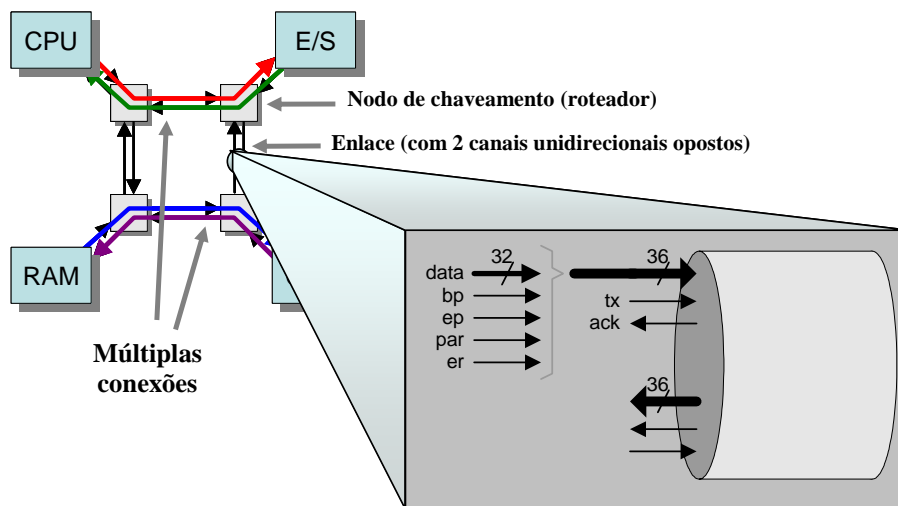 CPU
E/S
Nodo de chaveamento (roteador)
Enlace (com 2 canais unidirecionais opostos)
RAM
Múltiplas
conexões
32
data
bp
ep
par
er
36
tx
ack
36